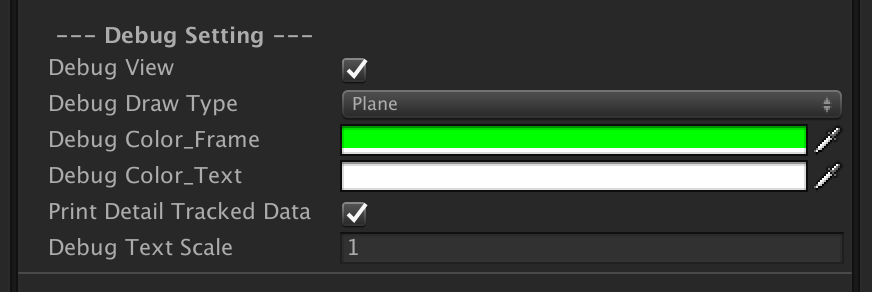 --- Debug Setting ---
Debug View
Debug Draw Type Plane
Debug Color_Frame
Debug Color_Text
Print Detail Tracked Data
Debug Text Scale 1